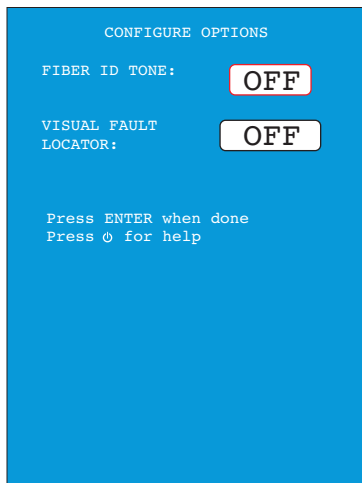 CONFIGURE OPTIONS
FIBER ID TONE: OFF
VISUAL FAULT
LOCATOR: OFF
Press ENTER when done
Press ⏻ for help